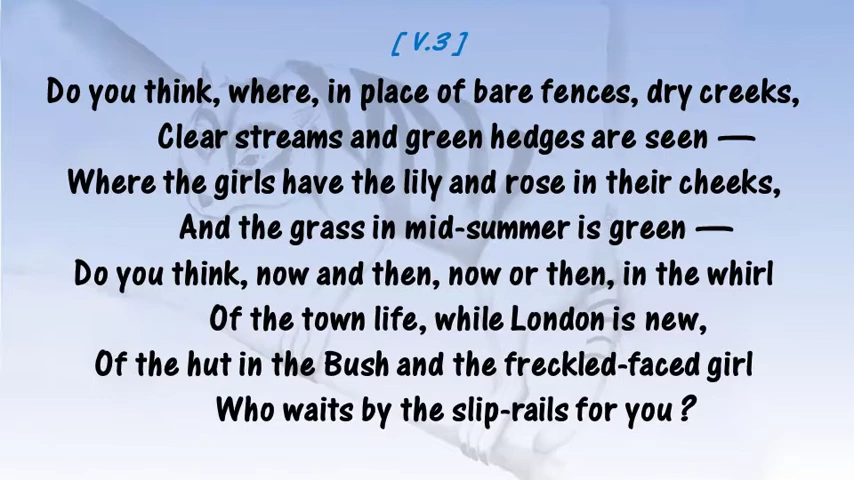 [ V.3 ]
Do you think, where, in place of bare fences, dry creeks,
Clear streams and green hedges are seen —
Where the girls have the lily and rose in their cheeks,
And the grass in mid-summer is green —
Do you think, now and then, now or then, in the whirl
Of the town life, while London is new,
Of the hut in the Bush and the freckled-faced girl
Who waits by the slip-rails for you ?